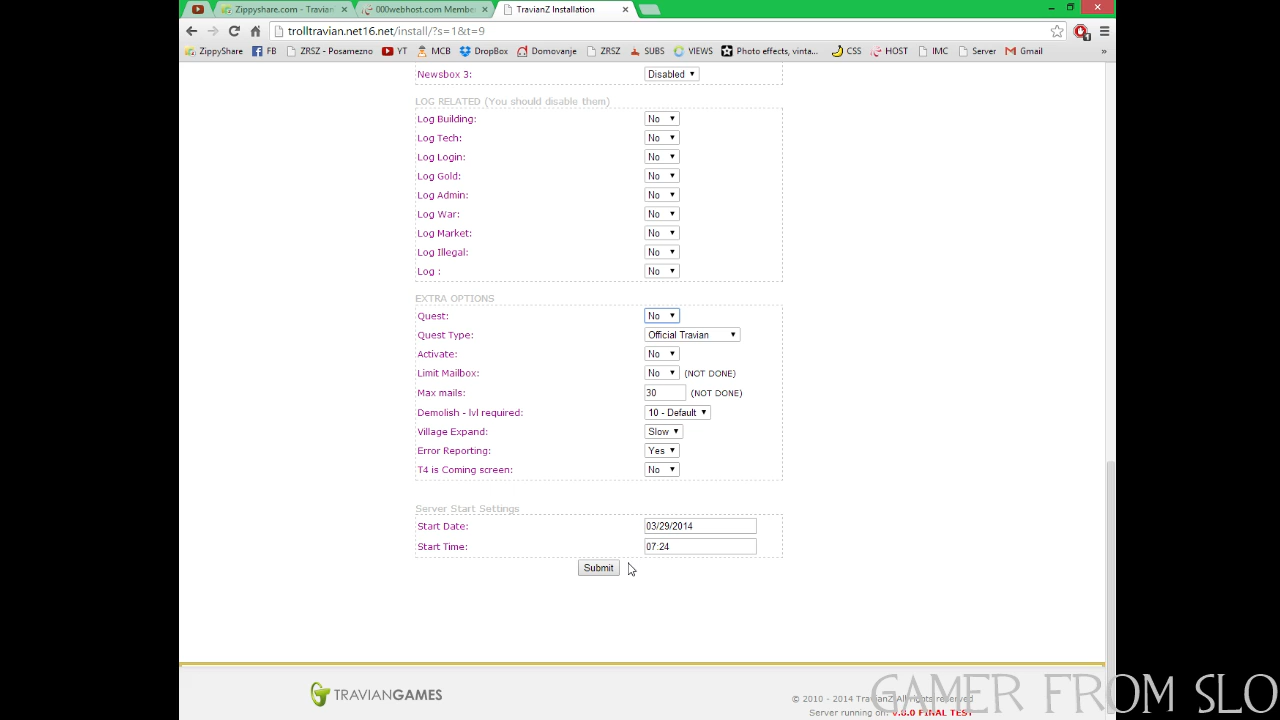 Zippyshare.com - Travian
000webhost.com Membe
TravianZ Installation
trolltravian.net16.net/install/?s=1&t=9
ZippyShare FB ZRSZ - Posamezno YT MCB DropBox Domovanje ZRSZ SUBS VIEWS Photo effects, vinta... CSS HOST IMC Server Gmail »
Newsbox 3: Disabled
LOG RELATED (You should disable them)
Log Building: No
Log Tech: No
Log Login: No
Log Gold: No
Log Admin: No
Log War: No
Log Market: No
Log Illegal: No
Log : No
EXTRA OPTIONS
Quest: No
Quest Type: Official Travian
Activate: No
Limit Mailbox: No (NOT DONE)
Max mails: 30 (NOT DONE)
Demolish - lvl required: 10 - Default
Village Expand: Slow
Error Reporting: Yes
T4 is Coming screen: No
Server Start Settings
Start Date: 03/29/2014
Start Time: 07:24
Submit
TRAVIANGAMES
© 2010 - 2014 TravianZ All rights reserved
Server running on: v.8.0 FINAL TEST
GAMER FROM SLO